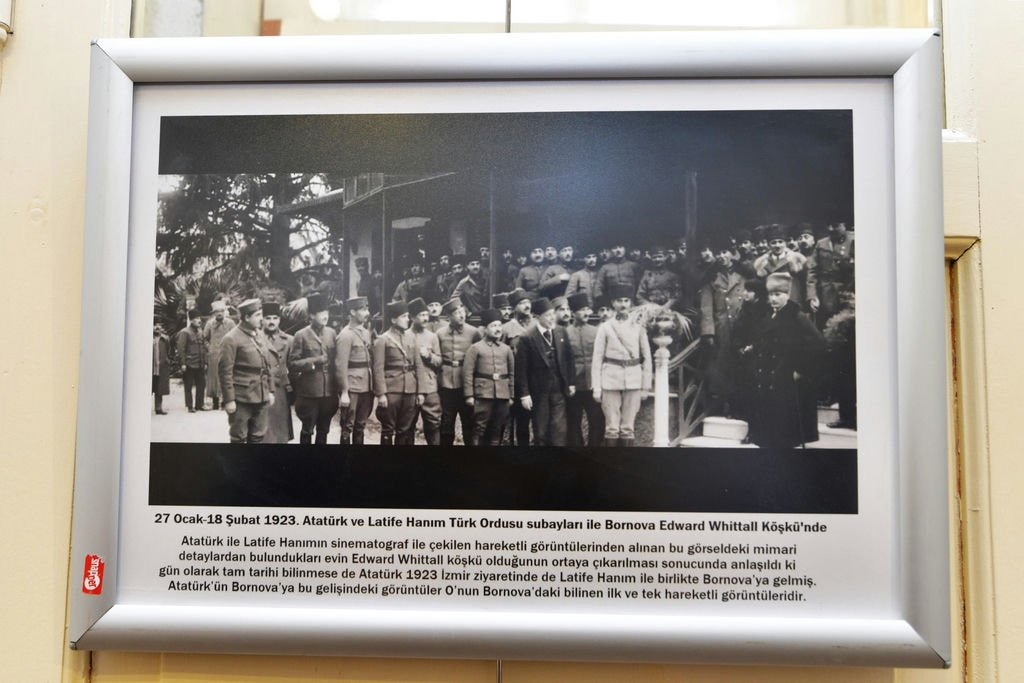 27 Ocak-18 Şubat 1923. Atatürk ve Latife Hanım Türk Ordusu subayları ile Bornova Edward Whittall Köşkü'nde
Atatürk ile Latife Hanımın sinematograf ile çekilen hareketli görüntülerinden alınan bu görseldeki mimari
detaylardan bulundukları evin Edward Whittall köşkü olduğunun ortaya çıkarılması sonucunda anlaşıldı ki
gün olarak tam tarihi bilinmese de Atatürk 1923 İzmir ziyaretinde de Latife Hanım ile birlikte Bornova'ya gelmiş.
Atatürk'ün Bornova'ya bu gelişindeki görüntüler O'nun Bornova'daki bilinen ilk ve tek hareketli görüntüleridir.